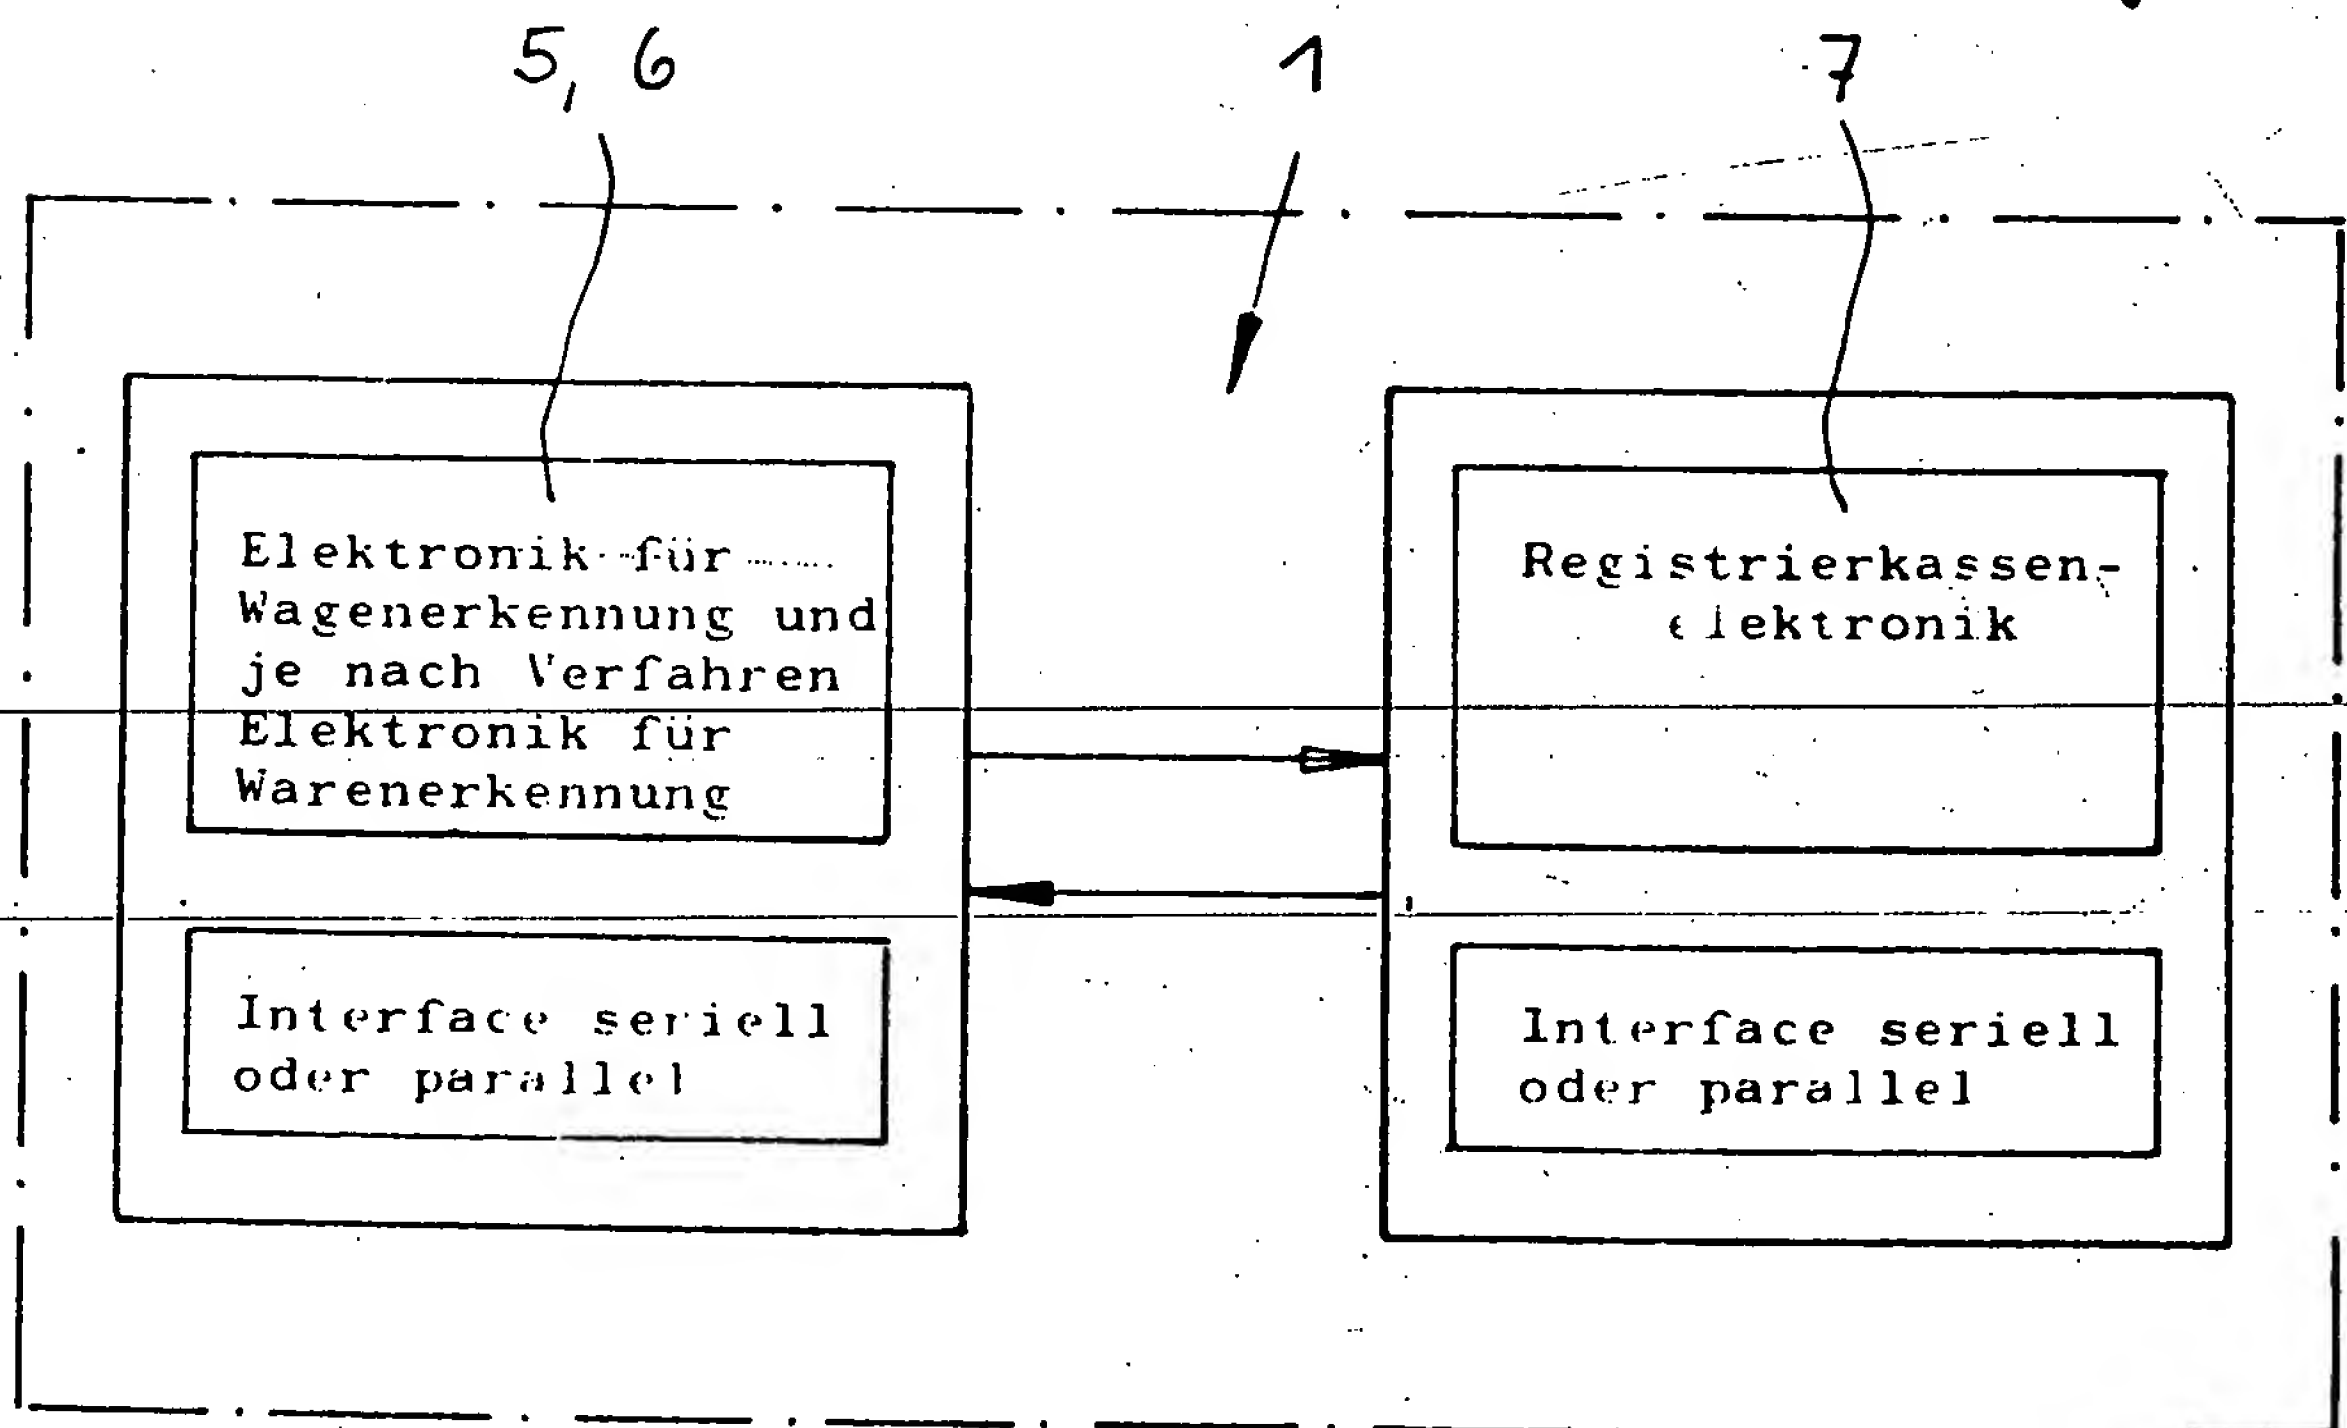 5, 6
1
7
Elektronik für
Wagenerkennung und
je nach Verfahren
Elektronik für
Warenerkennung
Registrierkassen-
elektronik
Interface seriell
oder parallel
Interface seriell
oder parallel